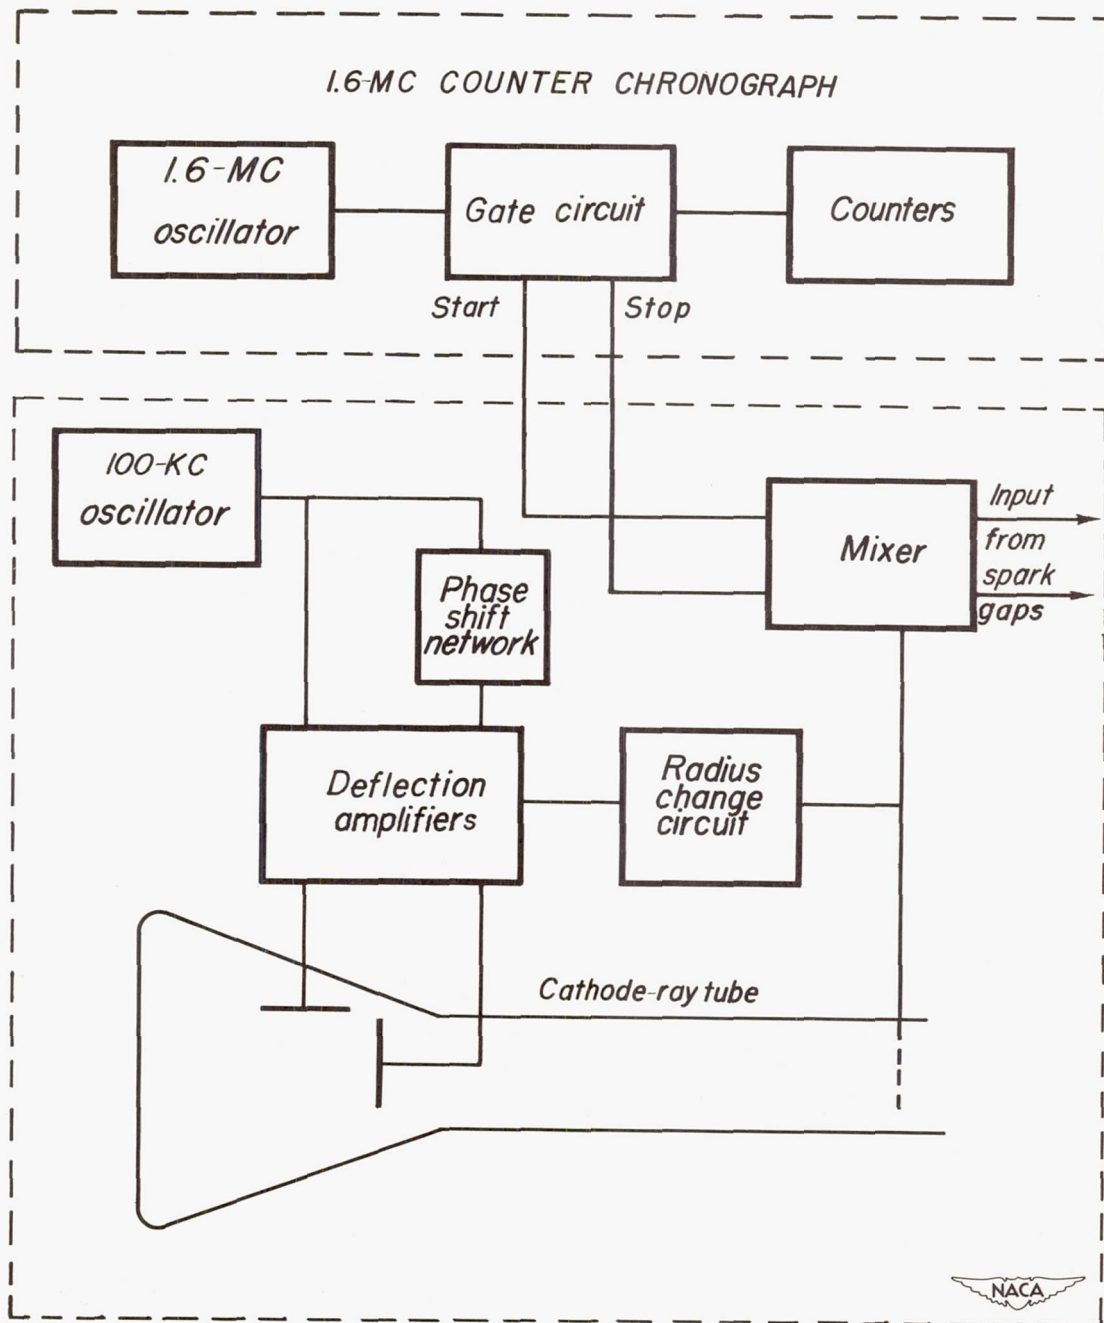 1.6-MC COUNTER CHRONOGRAPH
1.6-MC
oscillator
Gate circuit
Counters
Start
Stop
100-KC
oscillator
Phase
shift
network
Mixer
Input
from
spark
gaps
Deflection
amplifiers
Radius
change
circuit
Cathode-ray tube
NACA